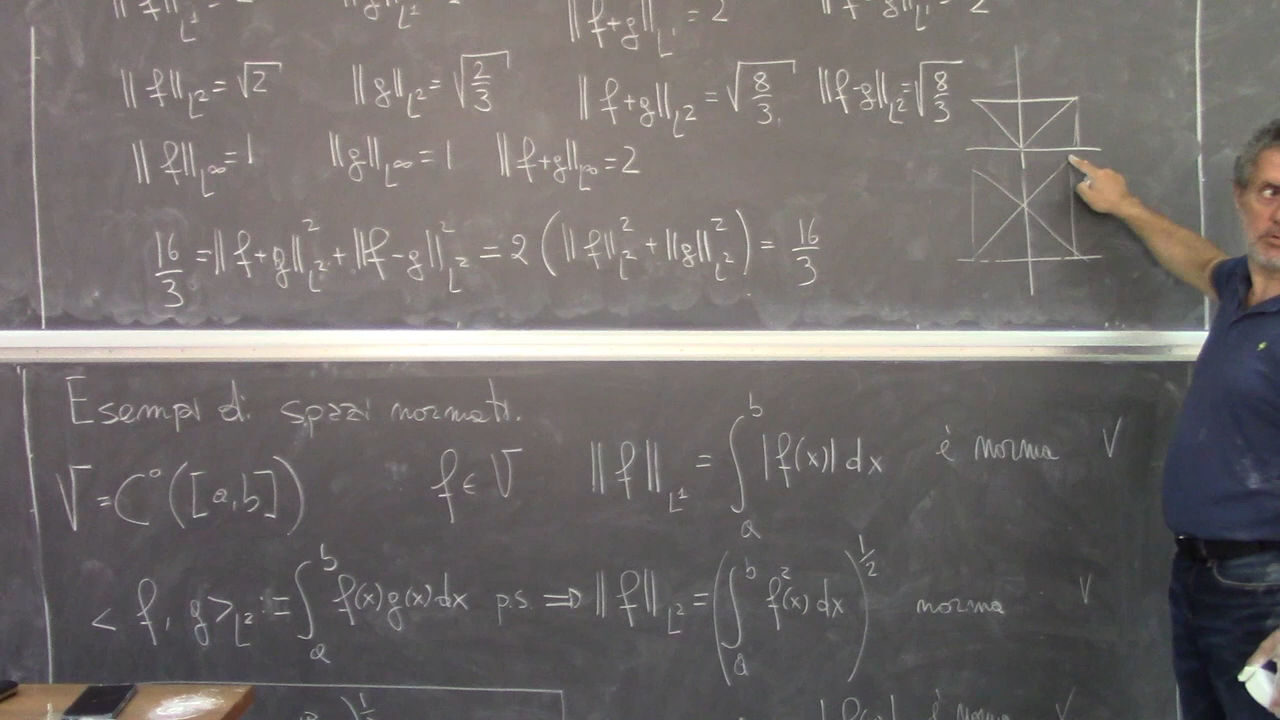 ‖f+g‖_{L¹} = 2
‖f‖_{L²} = √2 ‖g‖_{L²} = √(2/3) ‖f+g‖_{L²} = √(8/3) ‖f-g‖_{L²} = √(8/3)
‖f‖_{L^∞} = 1 ‖g‖_{L^∞} = 1 ‖f+g‖_{L^∞} = 2
16/3 = ‖f+g‖²_{L²} + ‖f-g‖²_{L²} = 2 (‖f‖²_{L²} + ‖g‖²_{L²}) = 16/3
Esempi di spazi normati.
V = C°([a,b]) f ∈ V ‖f‖_{L¹} = ∫_a^b |f(x)| dx è norma V
< f, g >_{L²} := ∫_a^b f(x)g(x)dx p.s. ⇒ ‖f‖_{L²} = (∫_a^b f²(x) dx)^{1/2} norma V